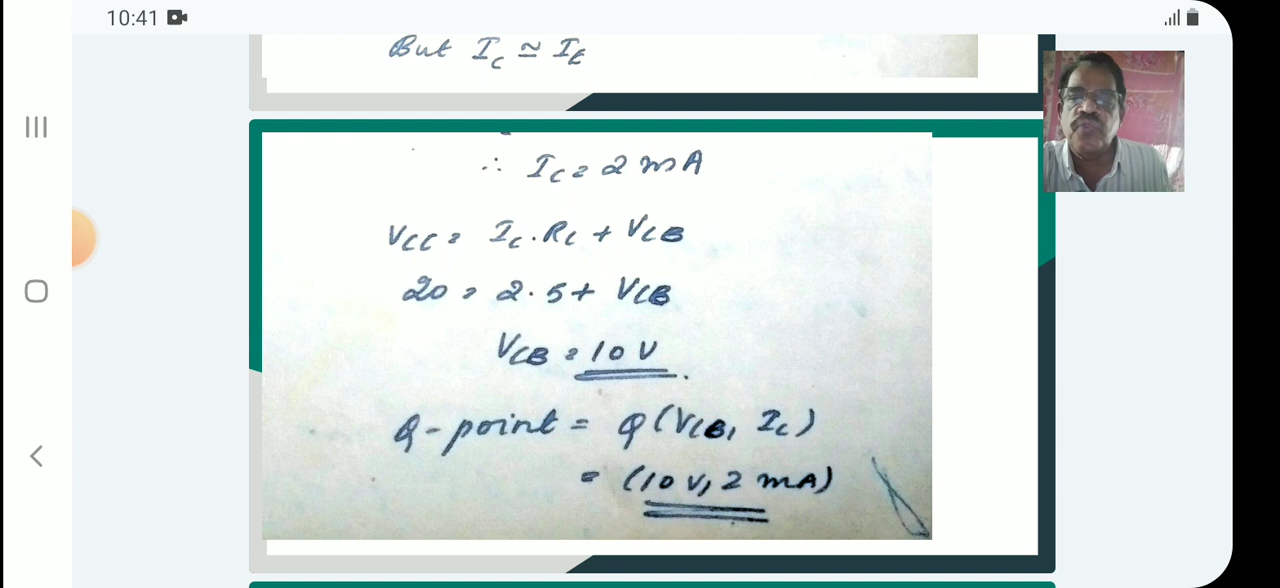 10:41
But I_C ≅ I_E
∴ I_C = 2 mA
V_CC = I_C . R_C + V_CB
20 = 2 . 5 + V_CB
V_CB = 10 V .
Q - point = Q (V_CB, I_C)
= (10 V, 2 mA)